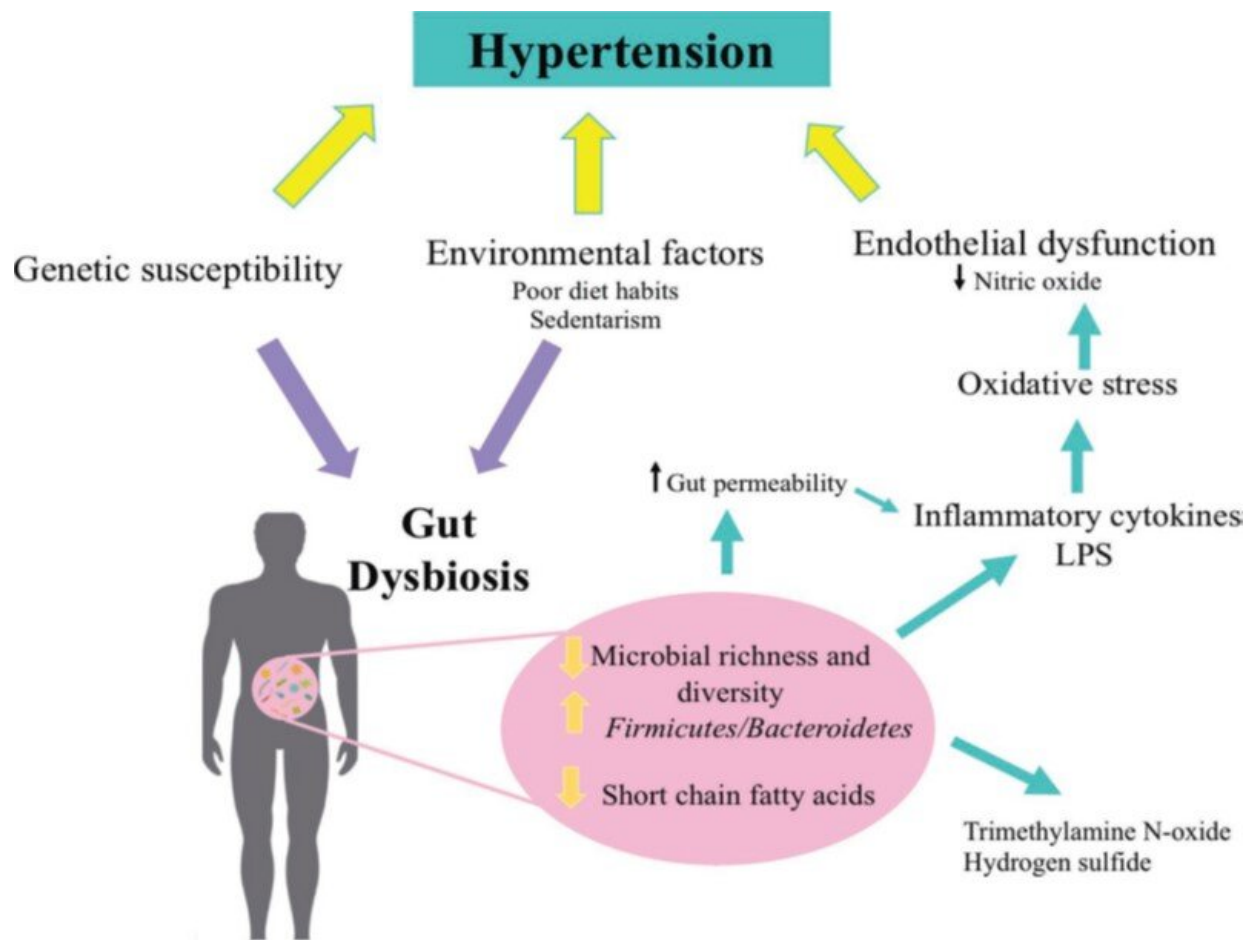 Hypertension
Genetic susceptibility
Environmental factors
Poor diet habits
Sedentarism
Endothelial dysfunction
↓ Nitric oxide
Oxidative stress
↑ Gut permeability
Inflammatory cytokines
LPS
Gut
Dysbiosis
Microbial richness and
diversity
Firmicutes/Bacteroidetes
Short chain fatty acids
Trimethylamine N-oxide
Hydrogen sulfide